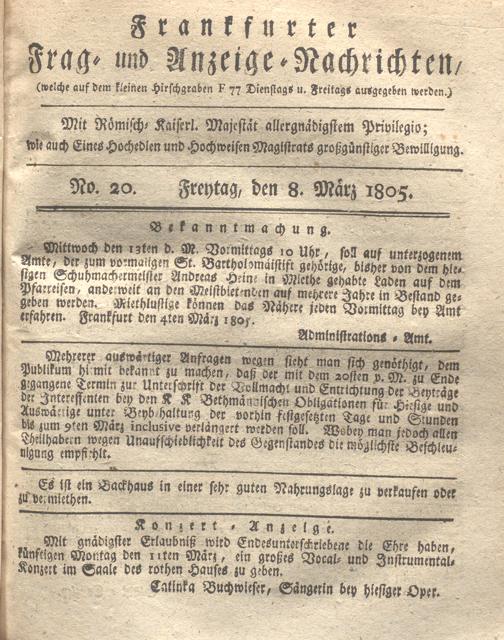 Frankfurter
Frag- und Anzeige-Nachrichten,
(welche auf dem kleinen Hirschgraben F 77 Dienstags u. Freitags ausgegeben werden.)
Mit Römisch-Kaiserl. Majestät allergnädigstem Privilegio;
wie auch Eines Hochedlen und Hochweisen Magistrats großgünstiger Bewilligung.
No. 20. Freytag, den 8. März 1805.
Bekanntmachung.
Mittwoch den 13ten d. M. Vormittags 10 Uhr, soll auf unterzogenem
Amte, der zum vormaligen St. Bartholomäistift gehörige, bisher von dem hie-
sigen Schuhmachermeister Andreas Heine in Miethe gehabte Laden auf dem
Pfarreisen, anderweit an den Meistbietenden auf mehrere Jahre in Bestand ge-
geben werden. Riethlustige können das Nähere jeden Vormittag bey Amt
erfahren. Frankfurt den 4ten März 1805.
Administrations-Amt.
Mehrerer auswärtiger Anfragen wegen sieht man sich genöthigt, dem
Publikum hiemit bekannt zu machen, daß der mit dem 20sten p. M. zu Ende
gegangene Termin zur Unterschrift der Vollmacht und Entrichtung der Beyträge
der Interessenten bey den K K Bethmännischen Obligationen für Hiesige und
Auswärtige unter Beybehaltung der vorhin festgesetzten Tage und Stunden
bis zum 9ten März inclusive verlängert werden soll. Wobey man jedoch allen
Theilhabern wegen Unaufschieblichkeit des Gegenstandes die möglichste Beschleu-
nigung empfiehlt.
Es ist ein Backhaus in einer sehr guten Nahrungslage zu verkaufen oder
zu vermiethen.
Konzert-Anzeige.
Mit gnädigster Erlaubniß wird Endesunterschriebene die Ehre haben,
künftigen Montag den 11ten März, ein großes Vocal- und Instrumental-
Konzert im Saale des rothen Hauses zu geben.
Catinka Buchwieser, Sängerin bey hiesiger Oper.